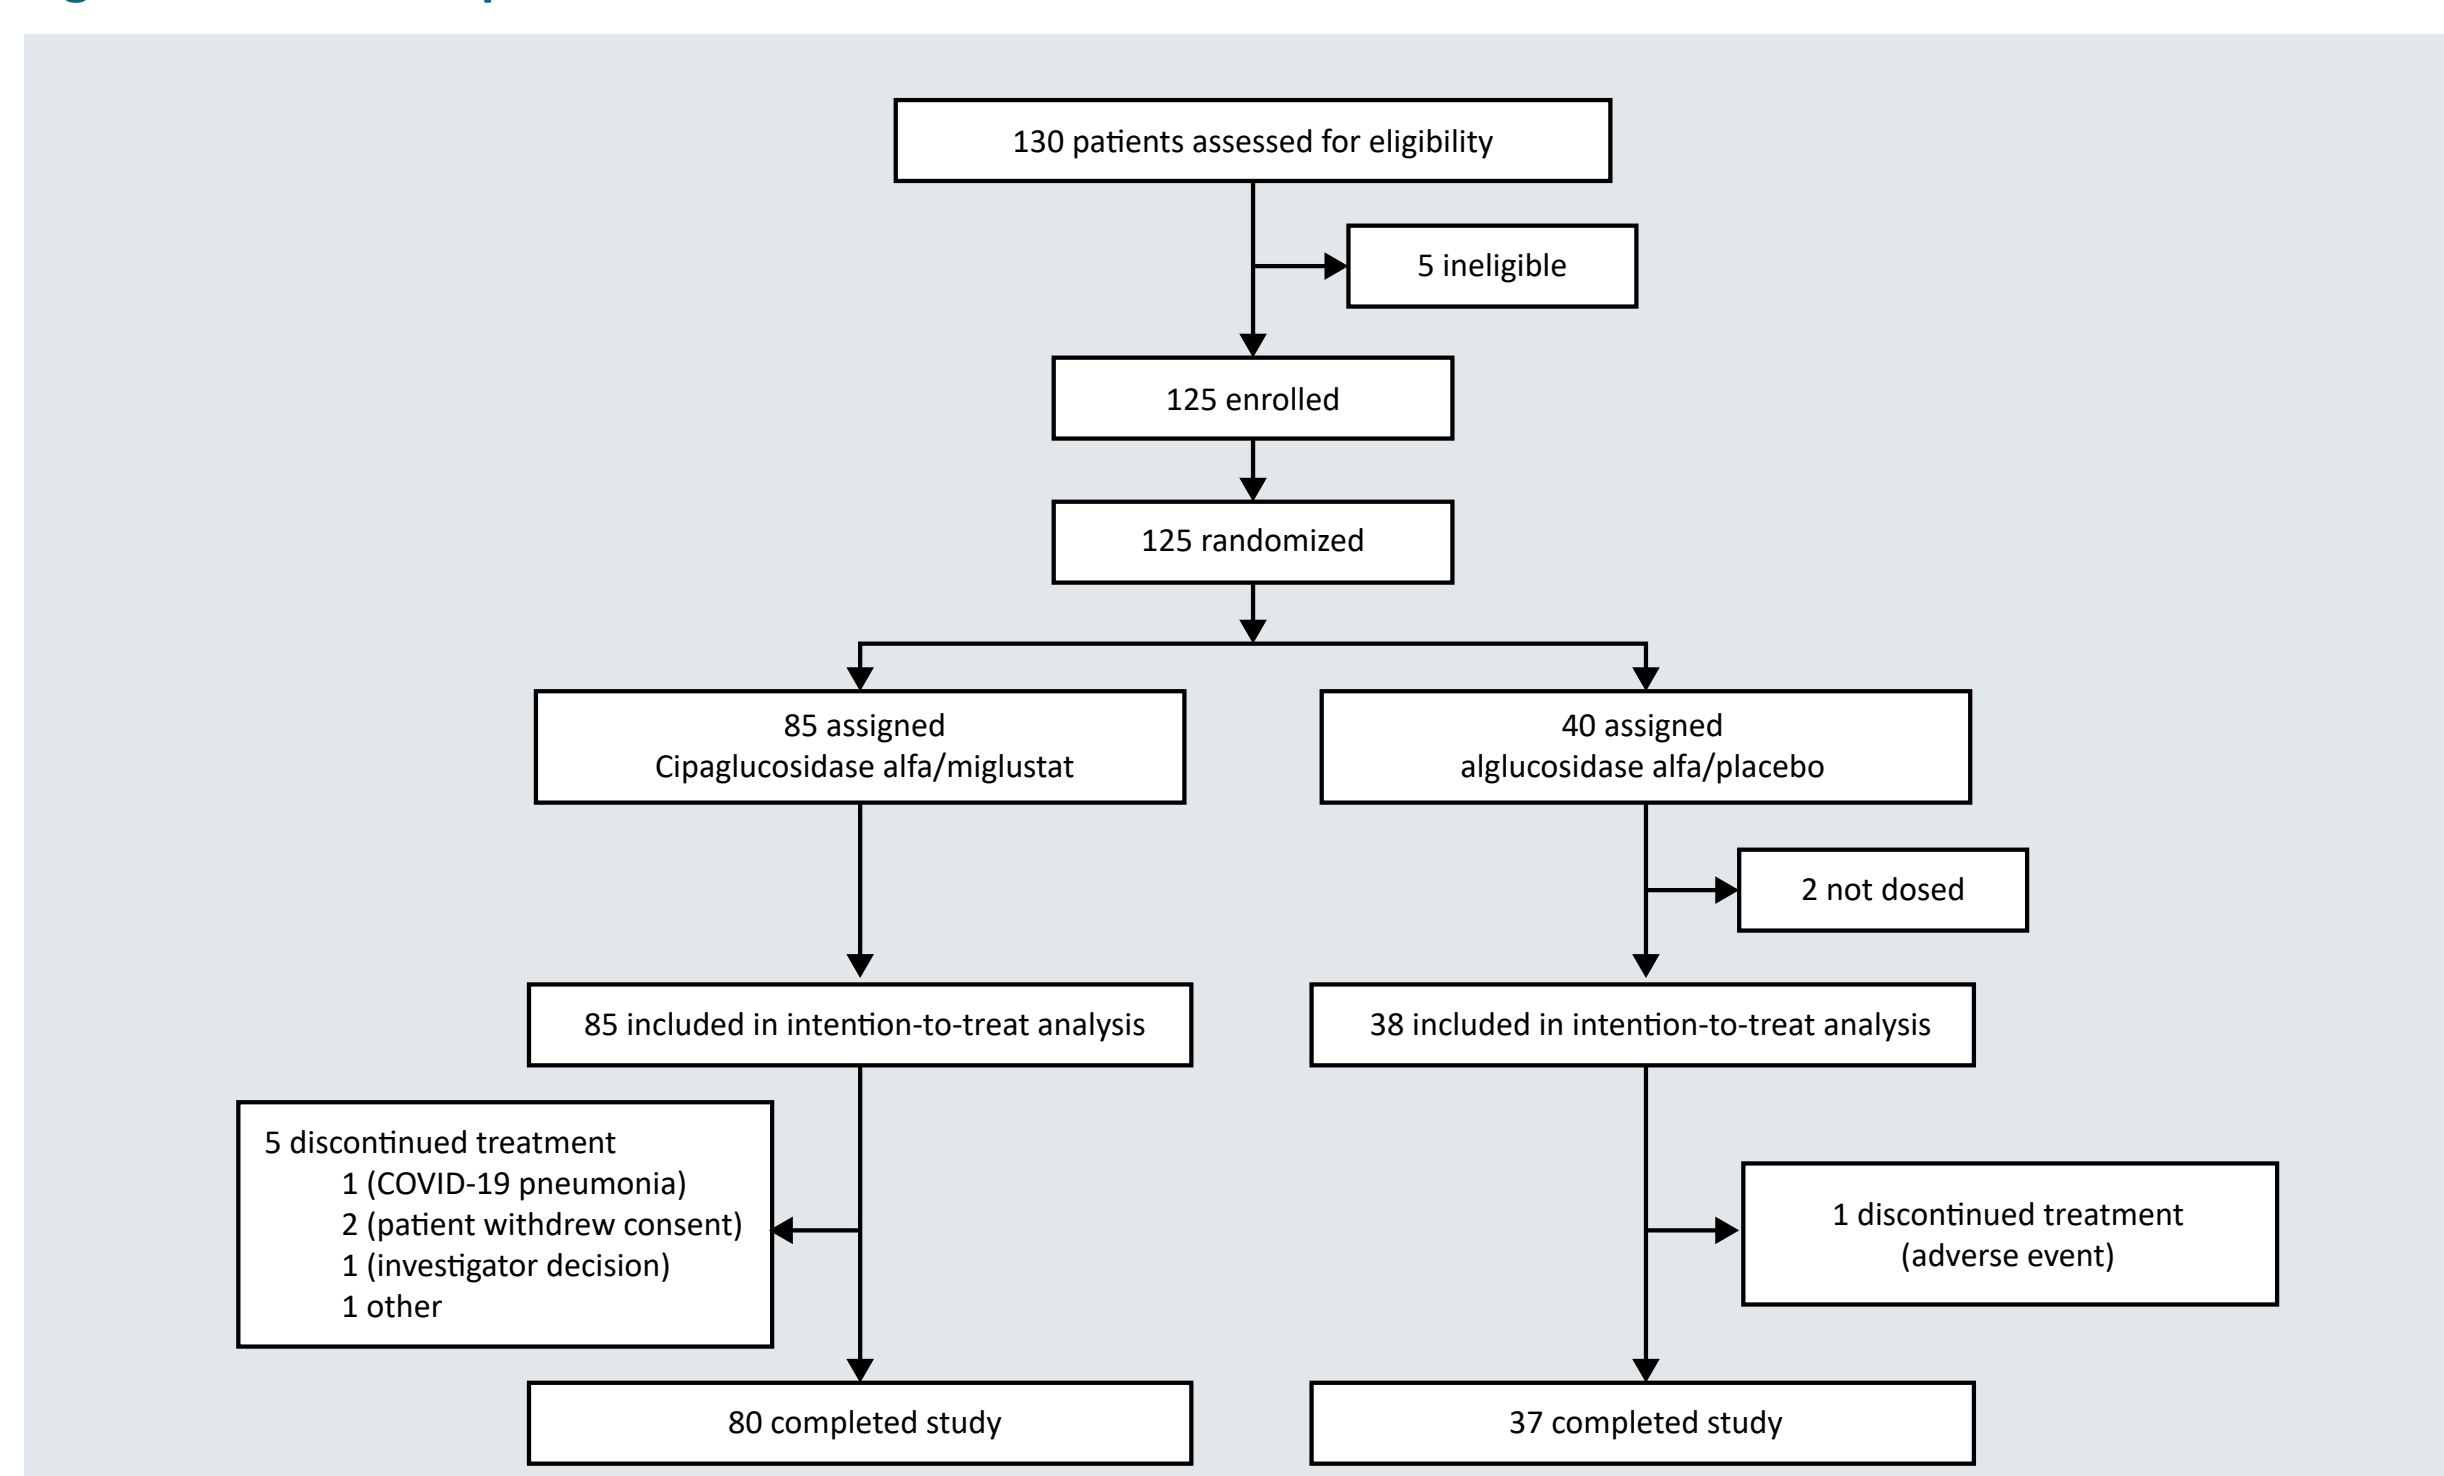 130 patients assessed for eligibility
5 ineligible
125 enrolled
125 randomized
85 assigned
Cipaglucosidase alfa/miglustat
40 assigned
alglucosidase alfa/placebo
2 not dosed
85 included in intention-to-treat analysis
38 included in intention-to-treat analysis
5 discontinued treatment
1 (COVID-19 pneumonia)
2 (patient withdrew consent)
1 (investigator decision)
1 other
1 discontinued treatment
(adverse event)
80 completed study
37 completed study